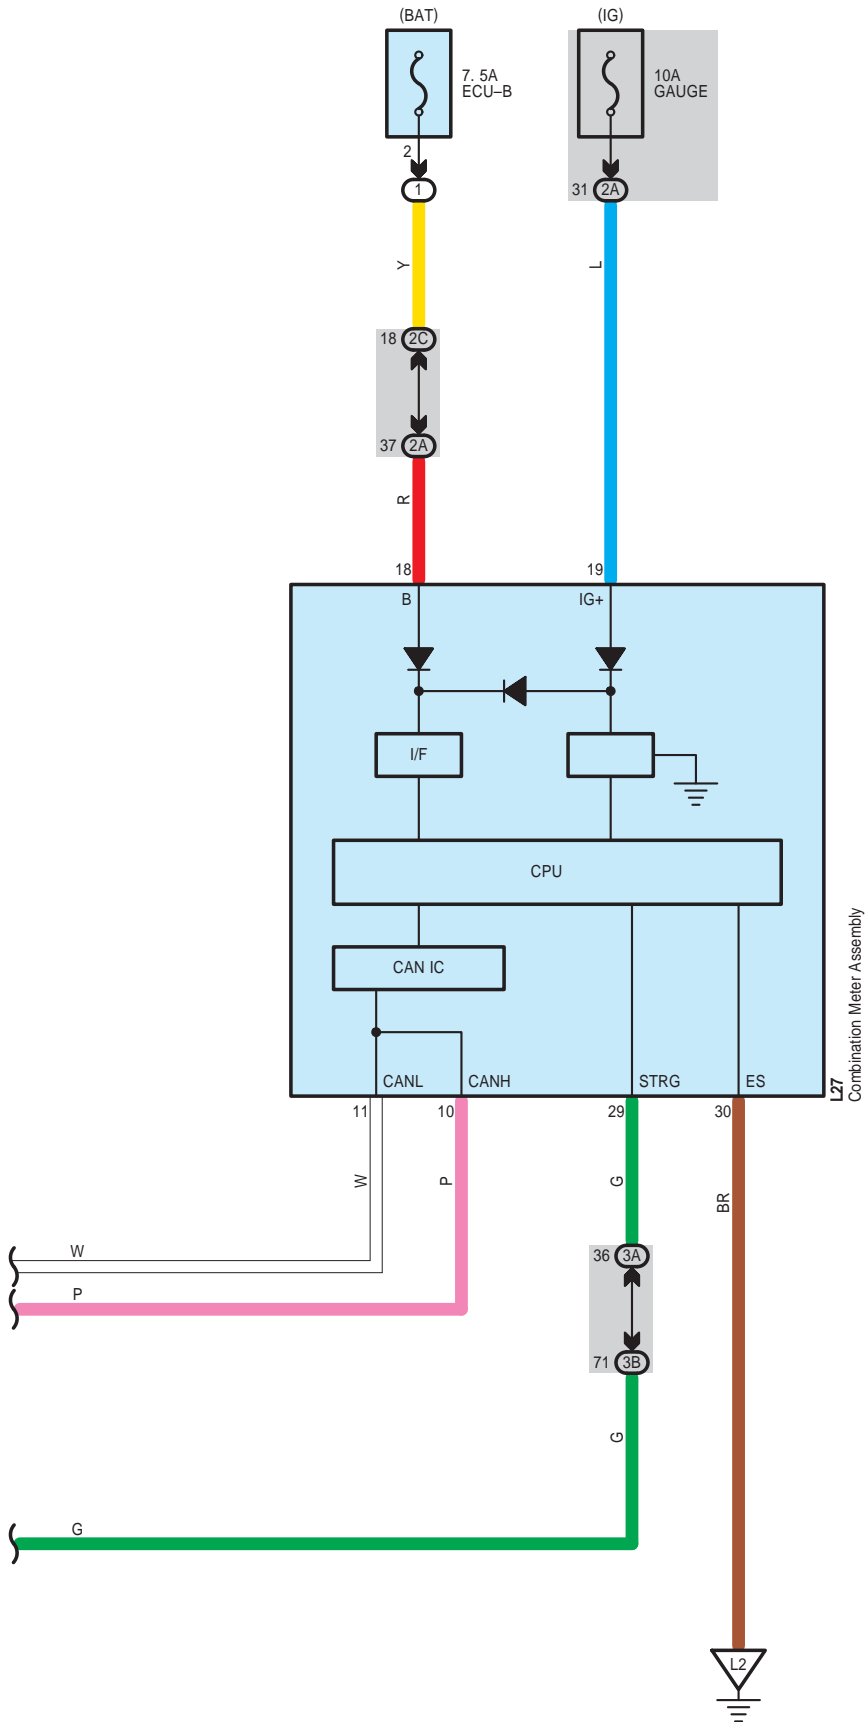 (BAT)
(IG)
7. 5A
ECU–B
10A
GAUGE
2
1
31
2A
Y
L
18
2C
37
2A
R
18
19
B
IG+
I/F
CPU
CAN IC
CANL
CANH
STRG
ES
L27
Combination Meter Assembly
11
10
29
30
W
P
G
BR
W
P
36
3A
71
3B
G
G
L2